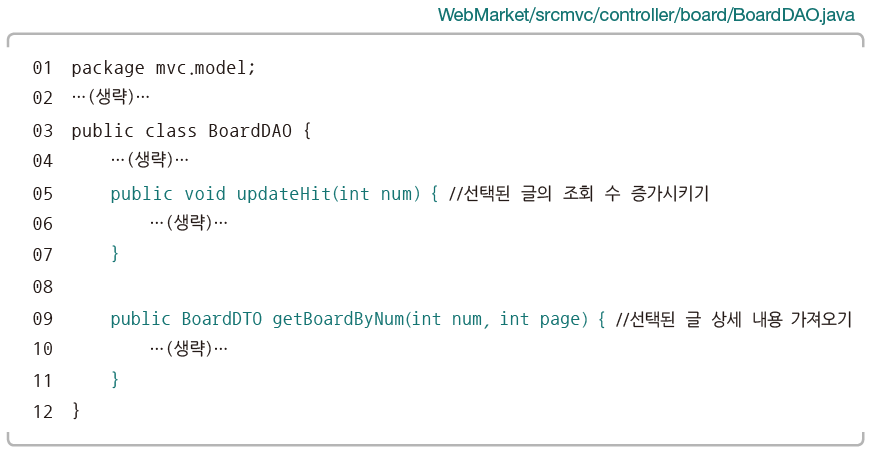 WebMarket/srcmvc/controller/board/BoardDAO.java
01 package mvc.model;
02 …(생략)…
03 public class BoardDAO {
04 …(생략)…
05 public void updateHit(int num) { //선택된 글의 조회 수 증가시키기
06 …(생략)…
07 }
08
09 public BoardDTO getBoardByNum(int num, int page) { //선택된 글 상세 내용 가져오기
10 …(생략)…
11 }
12 }